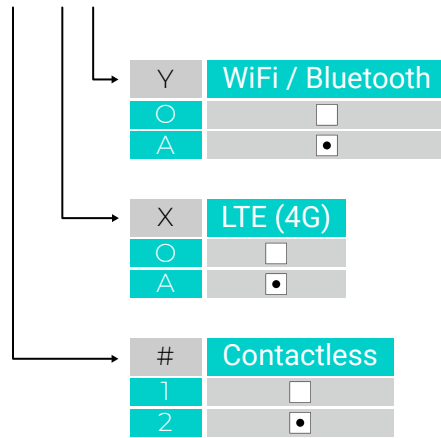 Y WiFi / Bluetooth
O
A
X LTE (4G)
O
A
# Contactless
1
2